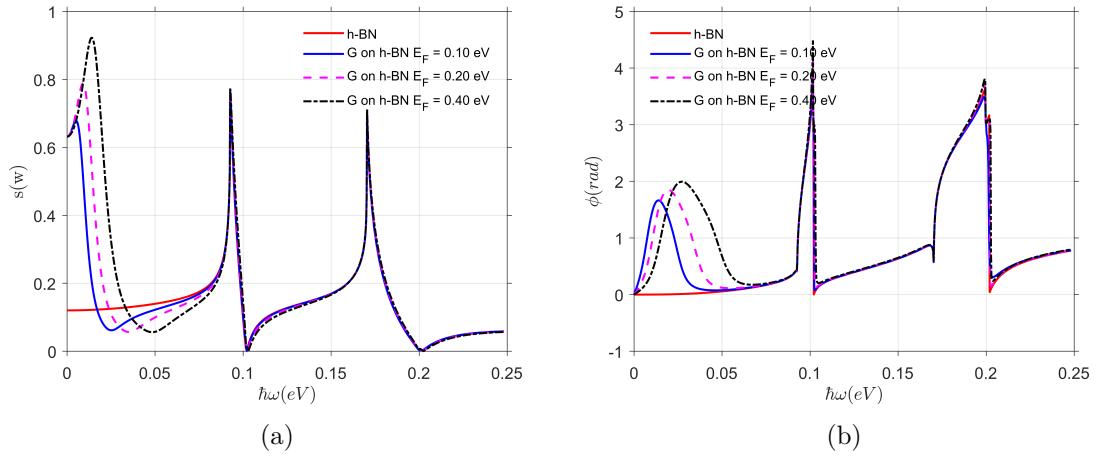 (a)
1
0.8
0.6
0.4
0.2
0
s(w)
h-BN
G on h-BN E_F = 0.10 eV
G on h-BN E_F = 0.20 eV
G on h-BN E_F = 0.40 eV
0 0.05 0.1 0.15 0.2 0.25
ħω(eV)
(a)
(b)
5
4
3
2
1
0
-1
ϕ(rad)
h-BN
G on h-BN E_F = 0.10 eV
G on h-BN E_F = 0.20 eV
G on h-BN E_F = 0.40 eV
0 0.05 0.1 0.15 0.2 0.25
ħω(eV)
(b)